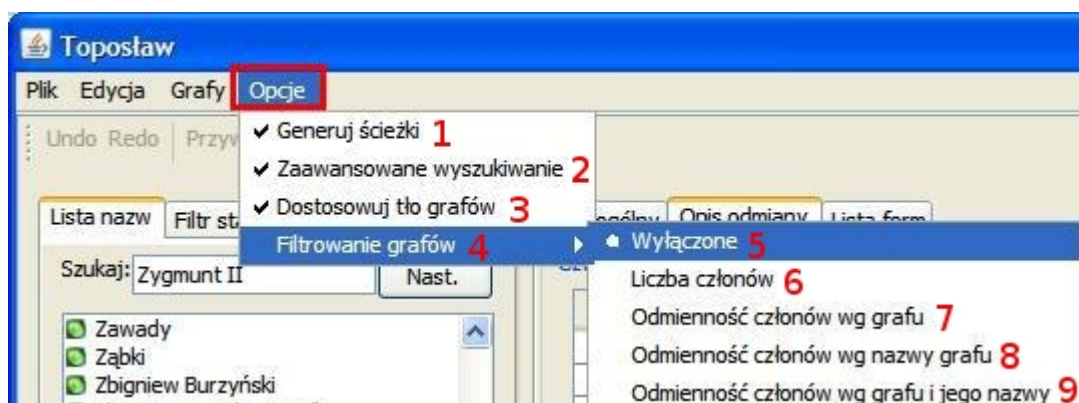 Toposław
Plik Edycja Grafy Opcje
Undo Redo
Generuj ścieżki 1
Zaawansowane wyszukiwanie 2
Dostosowuj tło grafów 3
Lista nazw Filtr Opis odmiany Lista form
Filtrowanie grafów 4 Wyłączone 5
Szukaj: Zygmunt II Nast. Liczba członów 6
Zawady Odmienność członów wg grafu 7
Ząbki Odmienność członów wg nazwy grafu 8
Zbigniew Burzyński Odmienność członów wg grafu i jego nazwy 9